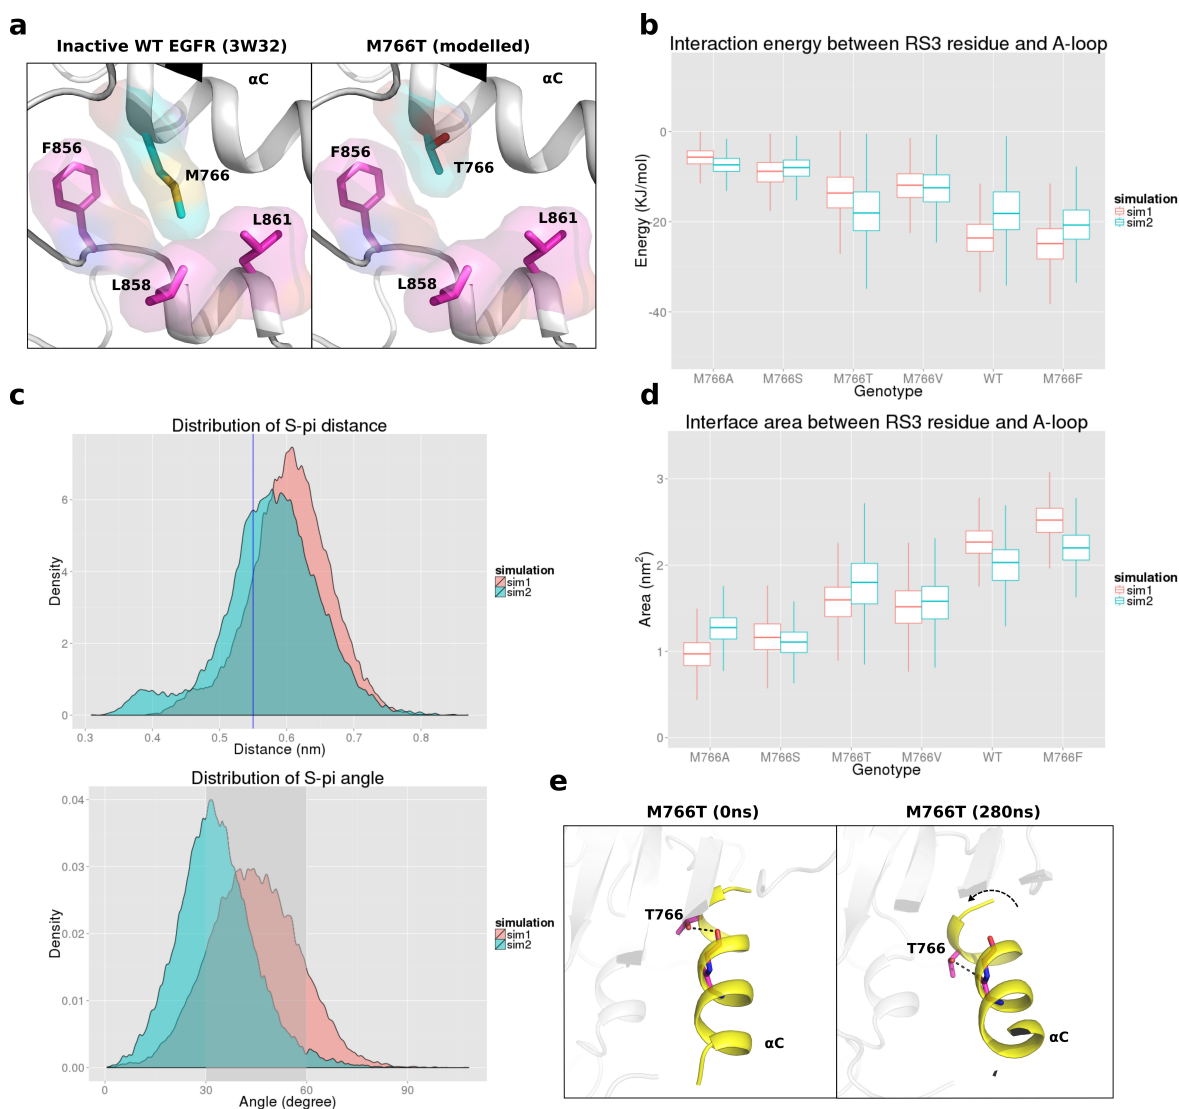 a
Inactive WT EGFR (3W32)
M766T (modelled)
αC
αC
F856
M766
L861
L858
F856
T766
L861
L858
b
Interaction energy between RS3 residue and A-loop
Energy (KJ/mol)
0
-20
-40
M766A M766S M766T M766V WT M766F
Genotype
simulation
sim1
sim2
c
Distribution of S-pi distance
Density
6
4
2
0
0.3 0.4 0.5 0.6 0.7 0.8
Distance (nm)
simulation
sim1
sim2
Distribution of S-pi angle
Density
0.04
0.03
0.02
0.01
0.00
0 30 60 90
Angle (degree)
simulation
sim1
sim2
d
Interface area between RS3 residue and A-loop
Area (nm²)
3
2
1
0
M766A M766S M766T M766V WT M766F
Genotype
simulation
sim1
sim2
e
M766T (0ns)
M766T (280ns)
T766
αC
T766
αC